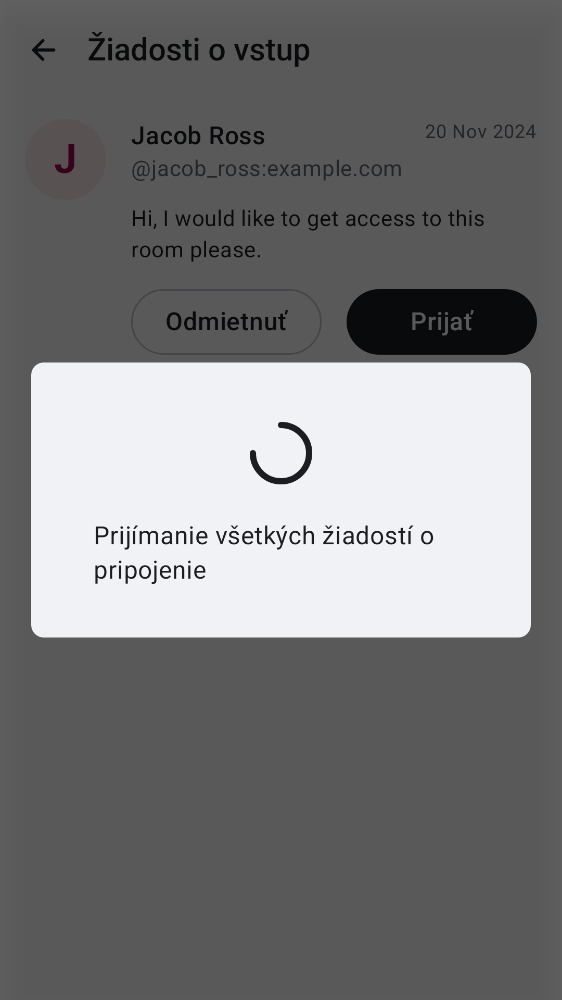 Žiadosti o vstup
J
Jacob Ross
20 Nov 2024
@jacob_ross:example.com
Hi, I would like to get access to this
room please.
Odmietnuť
Prijať
Prijímanie všetkých žiadostí o
pripojenie